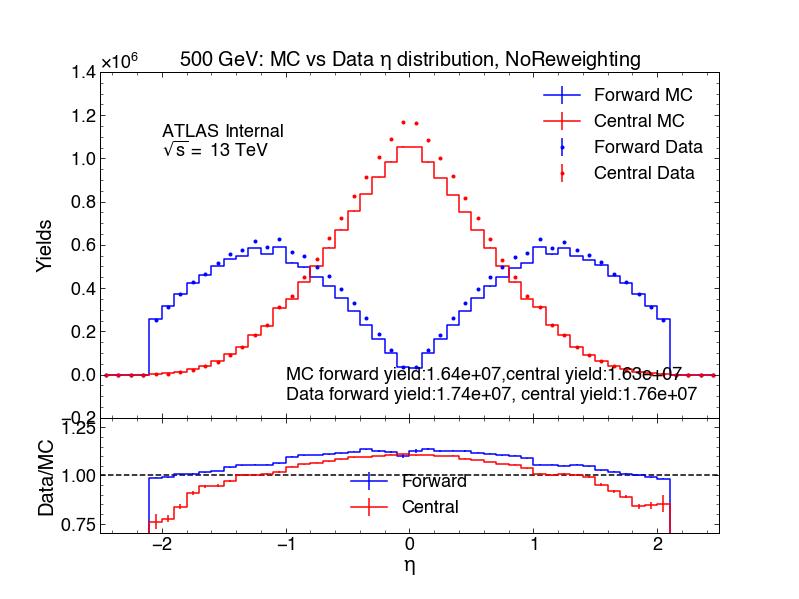 ×10⁶
500 GeV: MC vs Data η distribution, NoReweighting
1.4
1.2
1.0
0.8
0.6
0.4
0.2
0.0
−0.2
Yields
ATLAS Internal
√s = 13 TeV
Forward MC
Central MC
Forward Data
Central Data
MC forward yield:1.64e+07,central yield:1.63e+07
Data forward yield:1.74e+07, central yield:1.76e+07
1.25
1.00
0.75
Data/MC
Forward
Central
−2 −1 0 1 2
η